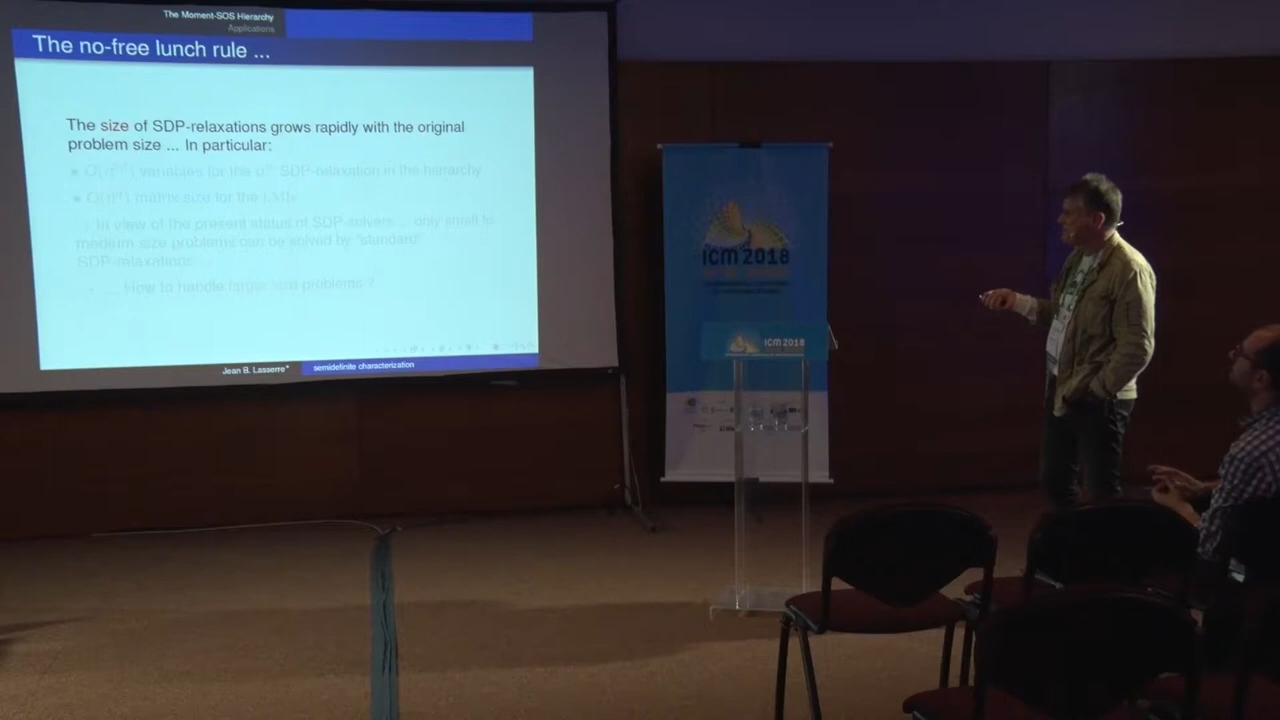 The Moment-SOS Hierarchy
Applications
The no-free lunch rule ...
The size of SDP-relaxations grows rapidly with the original
problem size ... In particular:
variables for the SDP-relaxation in the hierarchy
matrix size for the LMIs
In view of the present status of SDP-solvers ... only small to
medium size problems can be solved by "standard"
SDP-relaxations ...
... How to handle larger size problems ?
Jean B. Lasserre*
semidefinite characterization
ICM 2018
ICM 2018